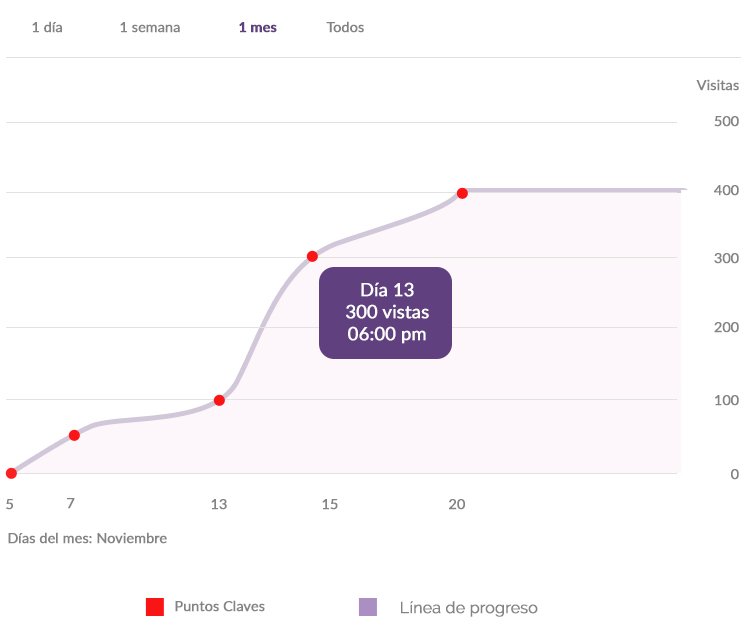 1 día 1 semana 1 mes Todos
Visitas
500
400
300
200
100
0
Día 13
300 vistas
06:00 pm
5 7 13 15 20
Días del mes: Noviembre
Puntos Claves Linea de progreso